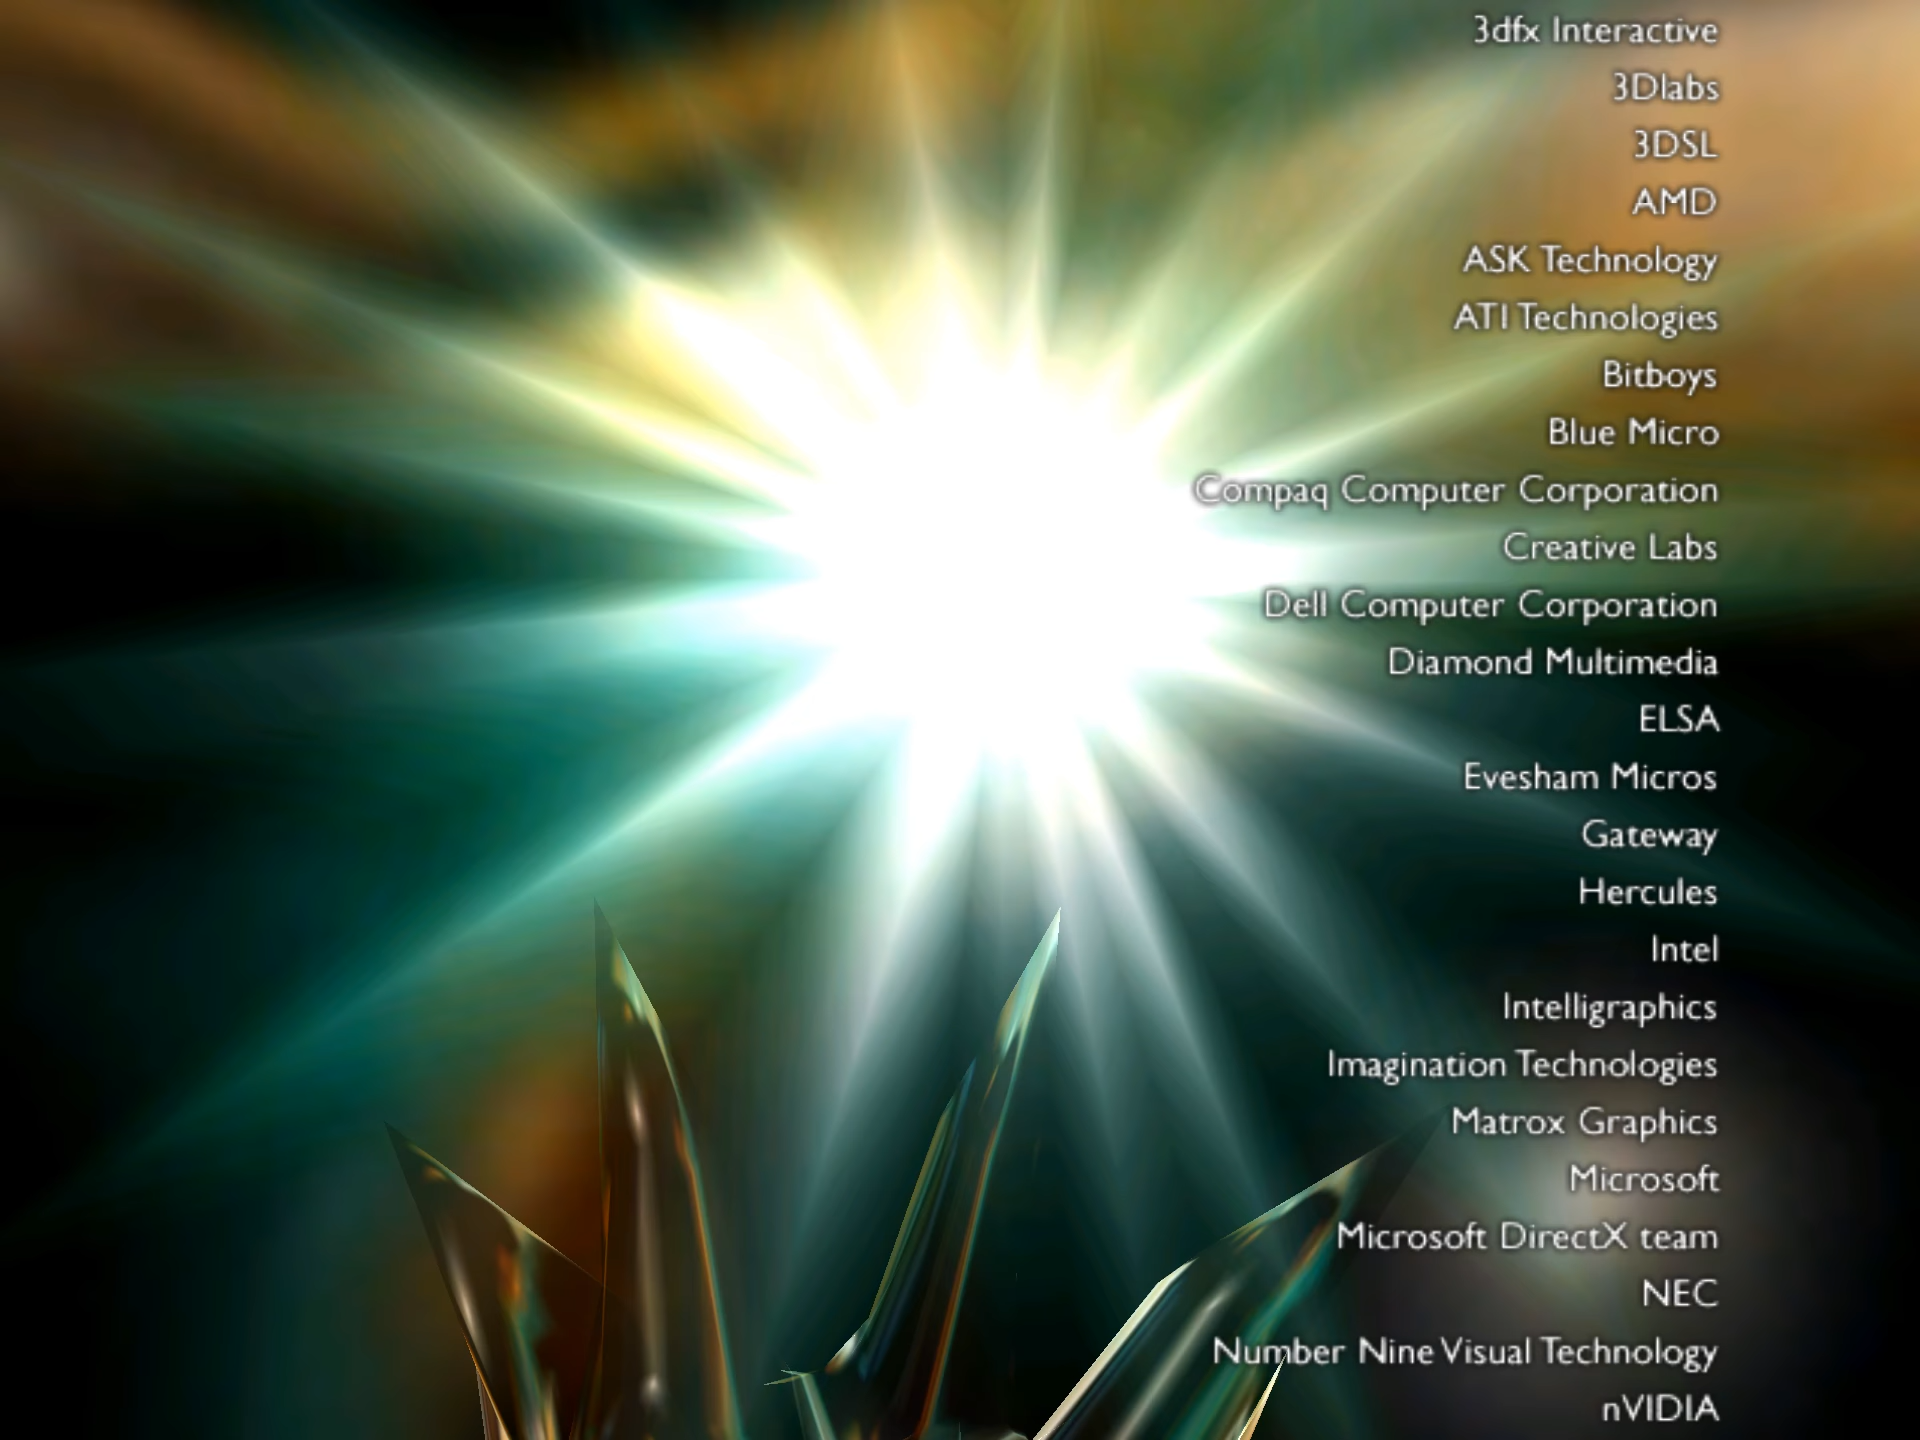 3dfx Interactive
3Dlabs
3DSL
AMD
ASK Technology
ATI Technologies
Bitboys
Blue Micro
Compaq Computer Corporation
Creative Labs
Dell Computer Corporation
Diamond Multimedia
ELSA
Evesham Micros
Gateway
Hercules
Intel
Intelligraphics
Imagination Technologies
Matrox Graphics
Microsoft
Microsoft DirectX team
NEC
Number Nine Visual Technology
nVIDIA